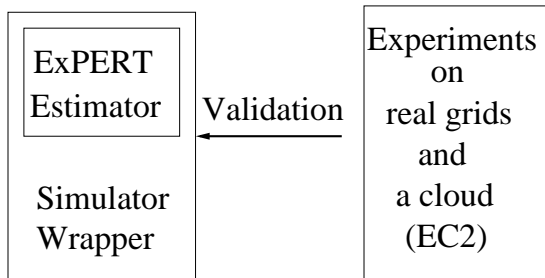 ExPERT
Estimator
Simulator
Wrapper
Validation
Experiments
on
real grids
and
a cloud
(EC2)